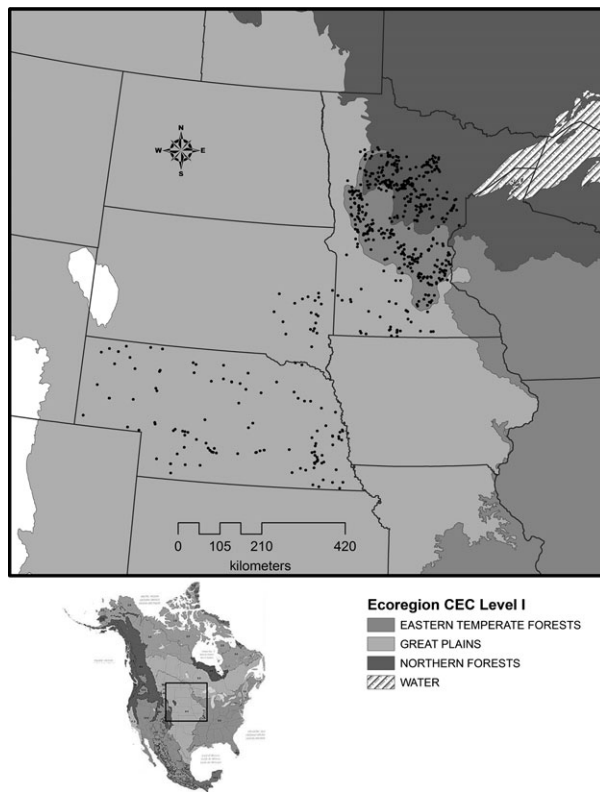 N
W E
S
0 105 210 420
kilometers
Ecoregion CEC Level I
EASTERN TEMPERATE FORESTS
GREAT PLAINS
NORTHERN FORESTS
WATER